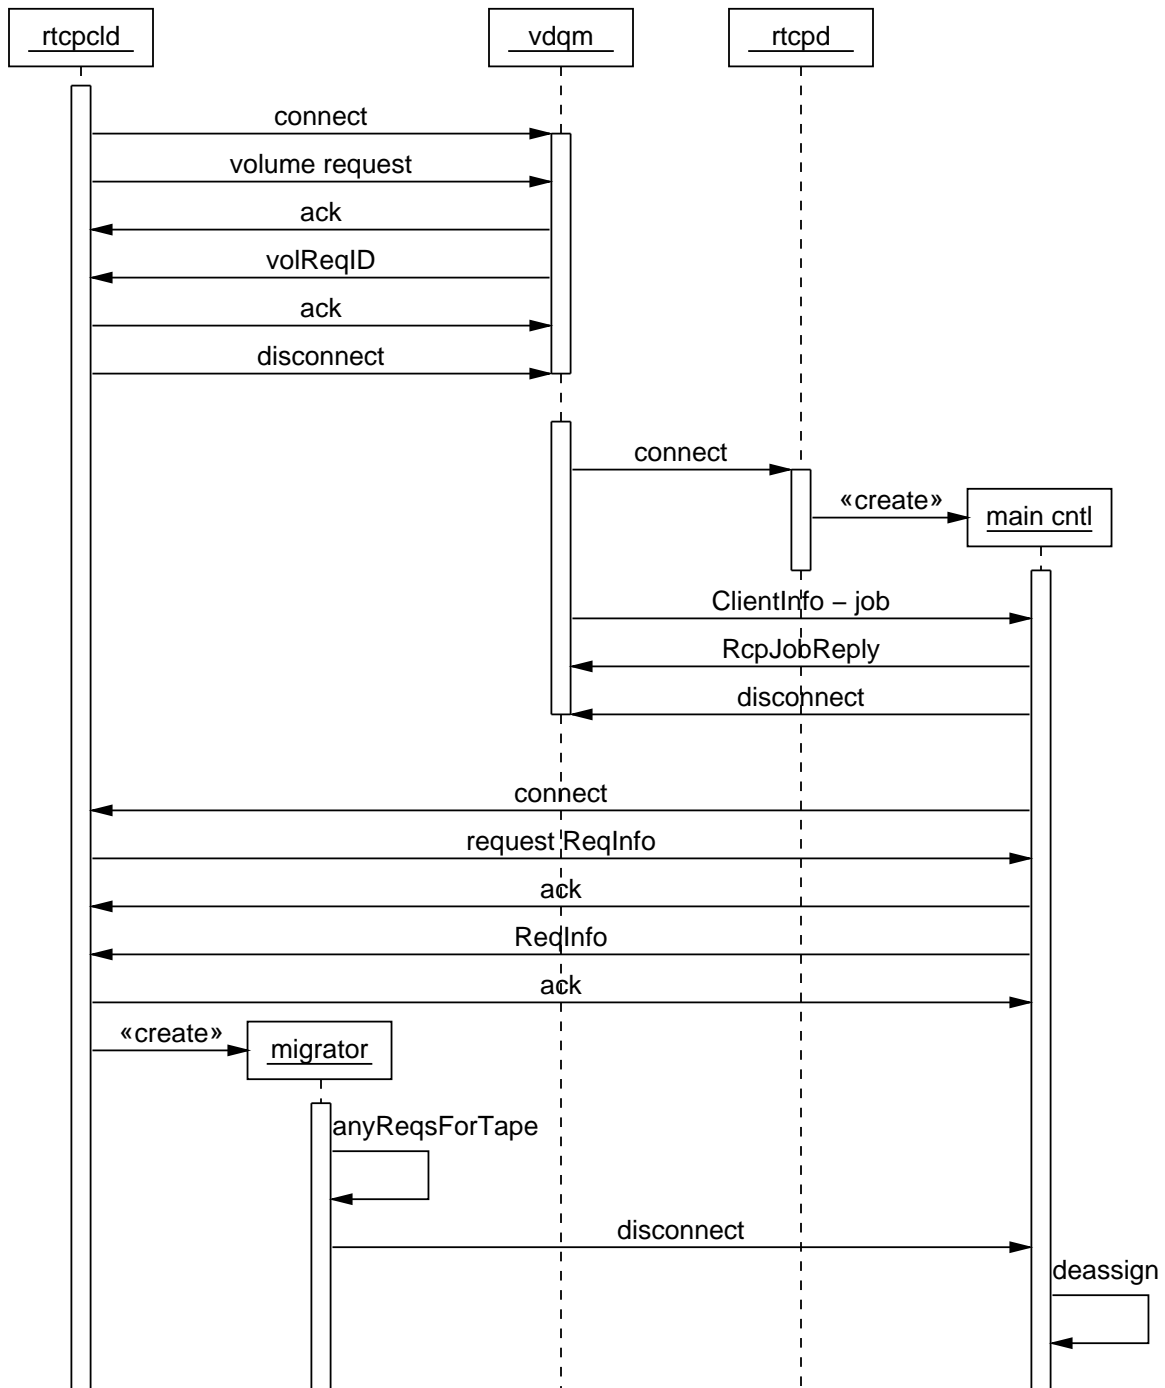 rtcpcld
vdqm
rtcpd
connect
volume request
ack
volReqID
ack
disconnect
connect
«create»
main cntl
ClientInfo – job
RcpJobReply
disconnect
connect
request ReqInfo
ack
ReqInfo
ack
«create»
migrator
anyReqsForTape
disconnect
deassign